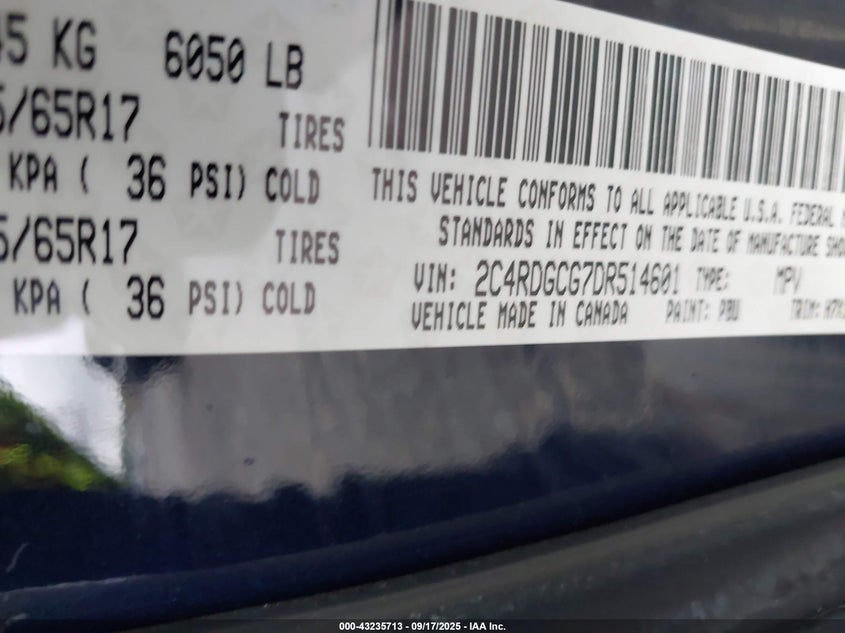 5 KG 6050 LB
/65R17 TIRES
KPA ( 36 PSI) COLD
5/65R17 TIRES
KPA ( 36 PSI) COLD
THIS VEHICLE CONFORMS TO ALL APPLICABLE U.S.A. FEDERAL
STANDARDS IN EFFECT ON THE DATE OF MANUFACTURE
VIN: 2C4RDGCG7DR514601 TYPE: MPV
VEHICLE MADE IN CANADA PAINT: PBU TRIM:
000-43235713 - 09/17/2025 - IAA Inc.